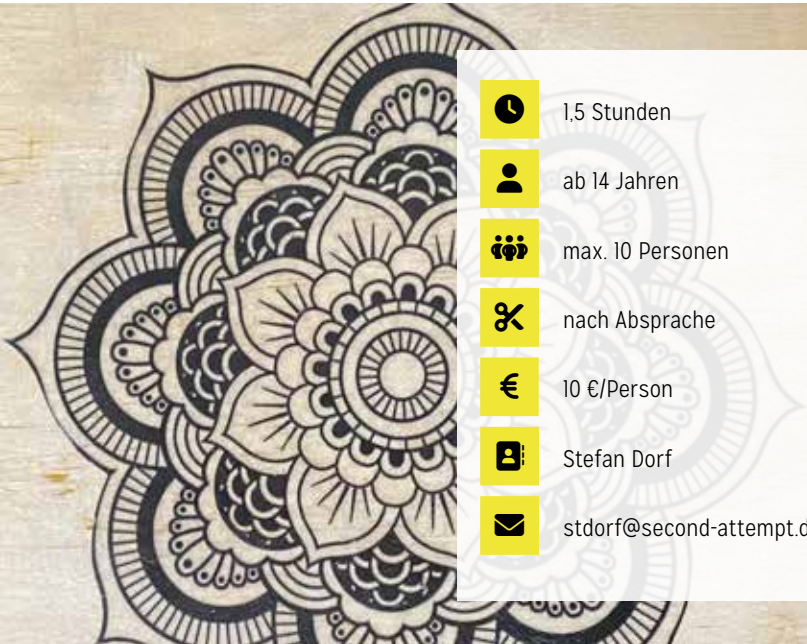 1,5 Stunden
ab 14 Jahren
max. 10 Personen
nach Absprache
€ 10 €/Person
Stefan Dorf
stdorf@second-attempt.d